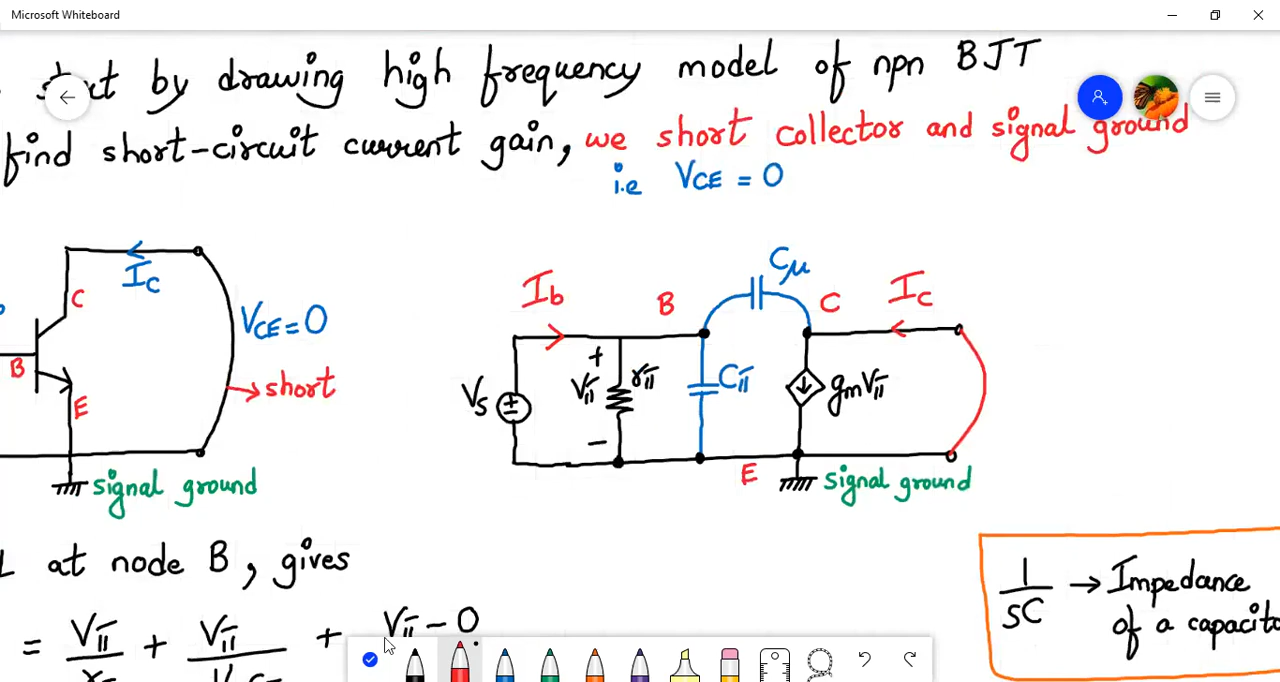 Microsoft Whiteboard
by drawing high frequency model of npn BJT
find short-circuit current gain, we short collector and signal ground
i.e VCE = 0
IC
C
B
E
VCE = 0
short
signal ground
Ib
B
Cμ
C
IC
VS
+
Vπ
rπ
Cπ
gmVπ
E
signal ground
at node B, gives
= Vπ + Vπ + Vπ - 0
1/sC → Impedance
of a